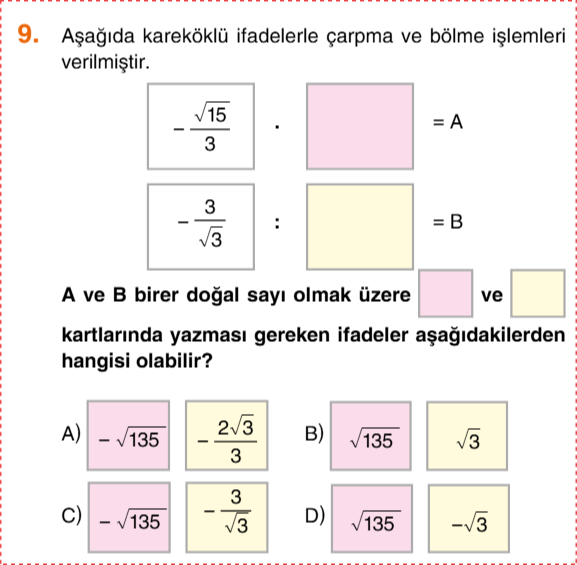 9. Aşağıda kareköklü ifadelerle çarpma ve bölme işlemleri
verilmiştir.
-√15/3 · = A
-3/√3 : = B
A ve B birer doğal sayı olmak üzere ve
kartlarında yazması gereken ifadeler aşağıdakilerden
hangisi olabilir?
A) -√135 -2√3/3 B) √135 √3
C) -√135 -3/√3 D) √135 -√3